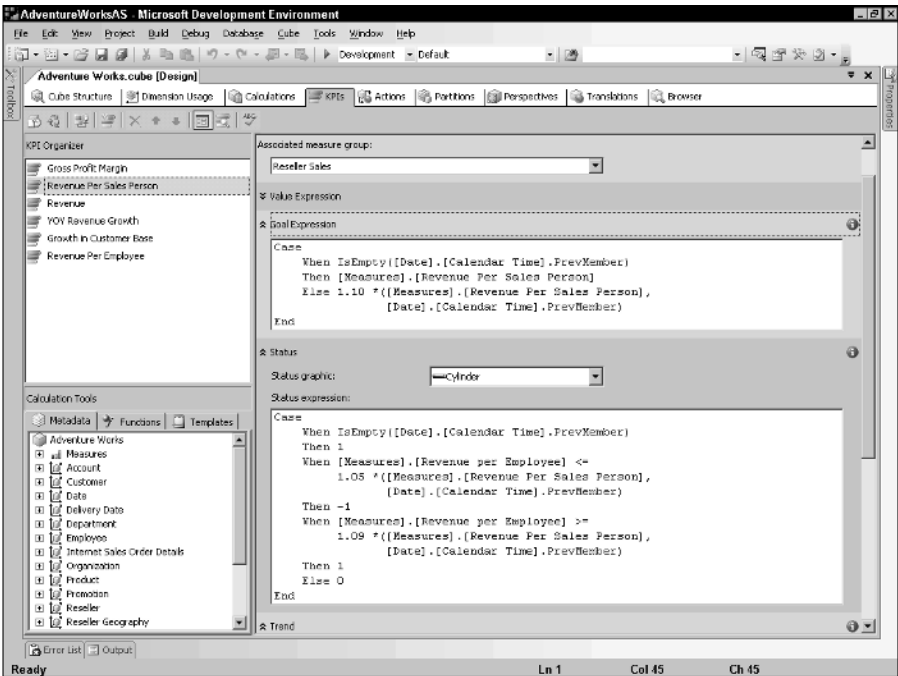 AdventureWorksAS - Microsoft Development Environment
File Edit View Project Build Debug Database Cube Tools Window Help
Development Default
Toolbox
Adventure Works.cube [Design]
Properties
Cube Structure Dimension Usage Calculations KPIs Actions Partitions Perspectives Translations Browser
KPI Organizer
Gross Profit Margin
Revenue Per Sales Person
Revenue
YOY Revenue Growth
Growth in Customer Base
Revenue Per Employee
Associated measure group:
Reseller Sales
Value Expression
Goal Expression
Case
When IsEmpty([Date].[Calendar Time].PrevMember)
Then [Measures].[Revenue Per Sales Person]
Else 1.10 *([Measures].[Revenue Per Sales Person],
[Date].[Calendar Time].PrevMember)
End
Status
Status graphic:
Cylinder
Status expression:
Case
When IsEmpty([Date].[Calendar Time].PrevMember)
Then 1
When [Measures].[Revenue per Employee] <=
1.05 *([Measures].[Revenue Per Sales Person],
[Date].[Calendar Time].PrevMember)
Then -1
When [Measures].[Revenue per Employee] >=
1.09 *([Measures].[Revenue Per Sales Person],
[Date].[Calendar Time].PrevMember)
Then 1
Else 0
End
Trend
Calculation Tools
Metadata Functions Templates
Adventure Works
Measures
Account
Customer
Date
Delivery Date
Department
Employee
Internet Sales Order Details
Organization
Product
Promotion
Reseller
Reseller Geography
Error List Output
Ready Ln 1 Col 45 Ch 45